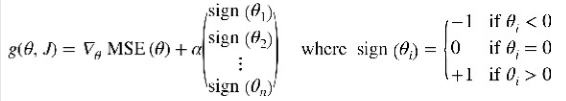 g(θ, J) = ∇θ MSE (θ) + α (sign (θ1) sign (θ2) ⋮ sign (θn)) where sign (θi) = { −1 if θi < 0 0 if θi = 0 +1 if θi > 0